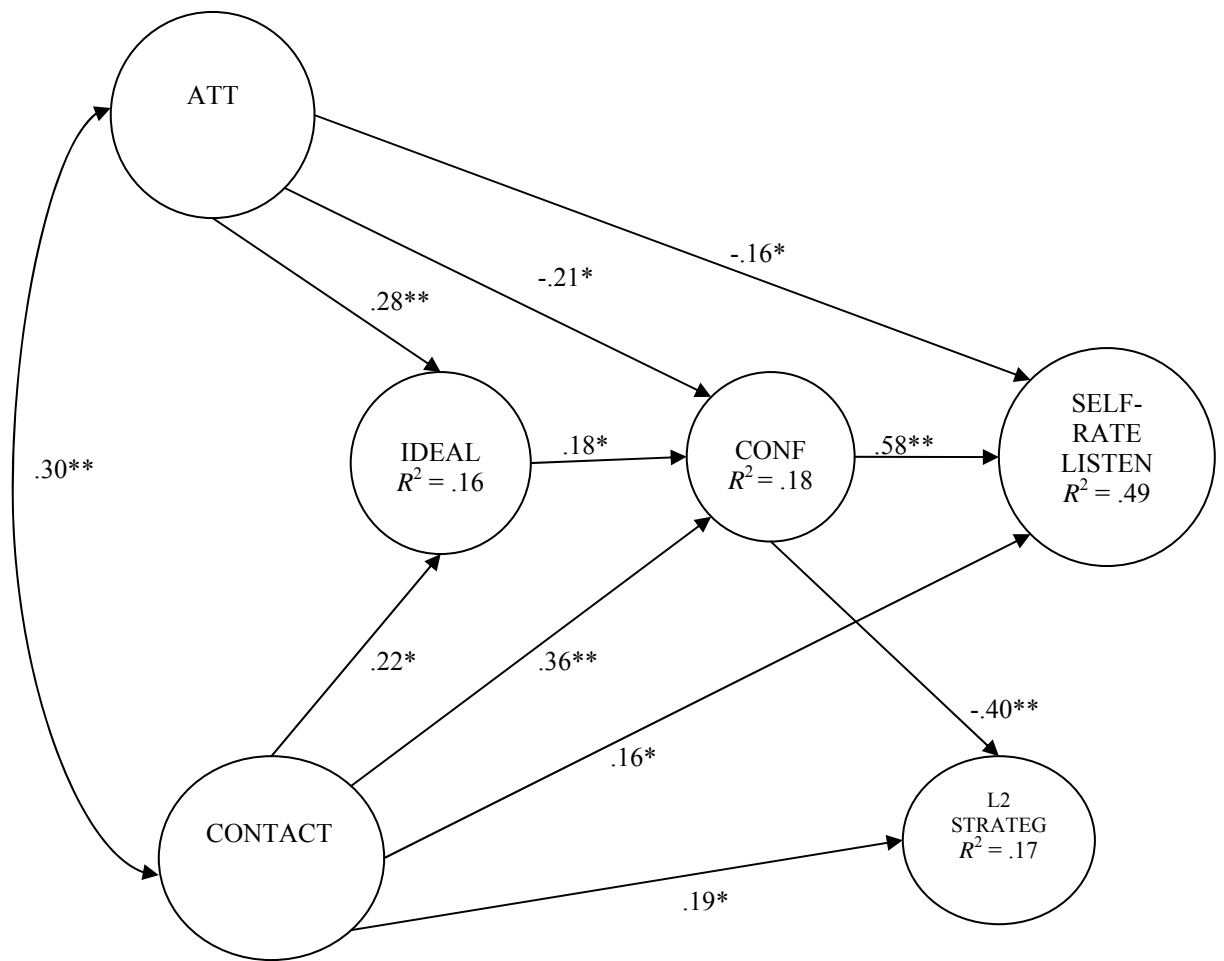 ATT
-.16*
-.21*
.28**
SELF-
RATE
LISTEN
R² = .49
.30**
IDEAL
R² = .16
.18*
CONF
R² = .18
.58**
.22*
.36**
-.40**
.16*
L2
STRATEG
R² = .17
CONTACT
.19*